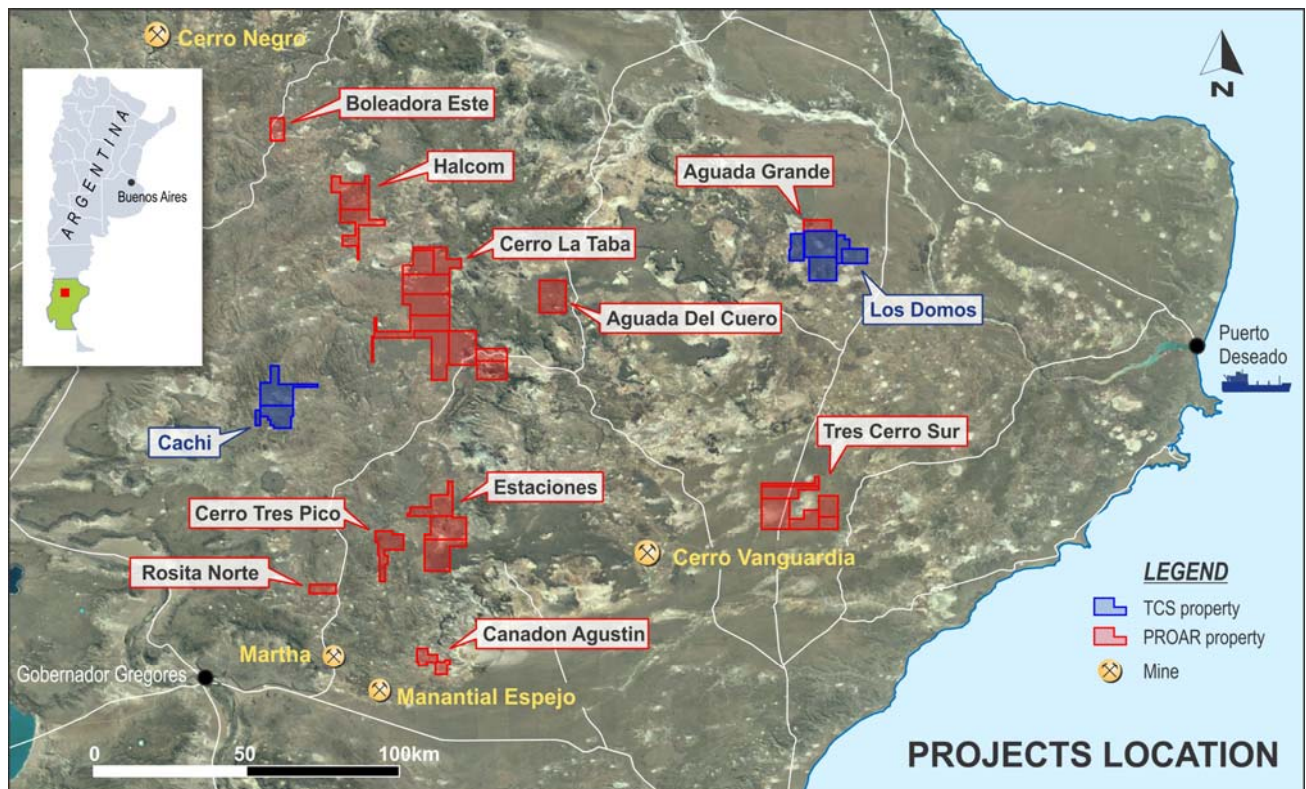 Cerro Negro
Boleadora Este
ARGENTINA
Buenos Aires
Halcom
Aguada Grande
N
Cerro La Taba
Aguada Del Cuero
Los Domos
Puerto
Deseado
Cachi
Tres Cerro Sur
Estaciones
Cerro Tres Pico
Cerro Vanguardia
Rosita Norte
Canadon Agustin
Martha
Gobernador Gregores
Manantial Espejo
LEGEND
TCS property
PROAR property
Mine
0 50 100km
PROJECTS LOCATION